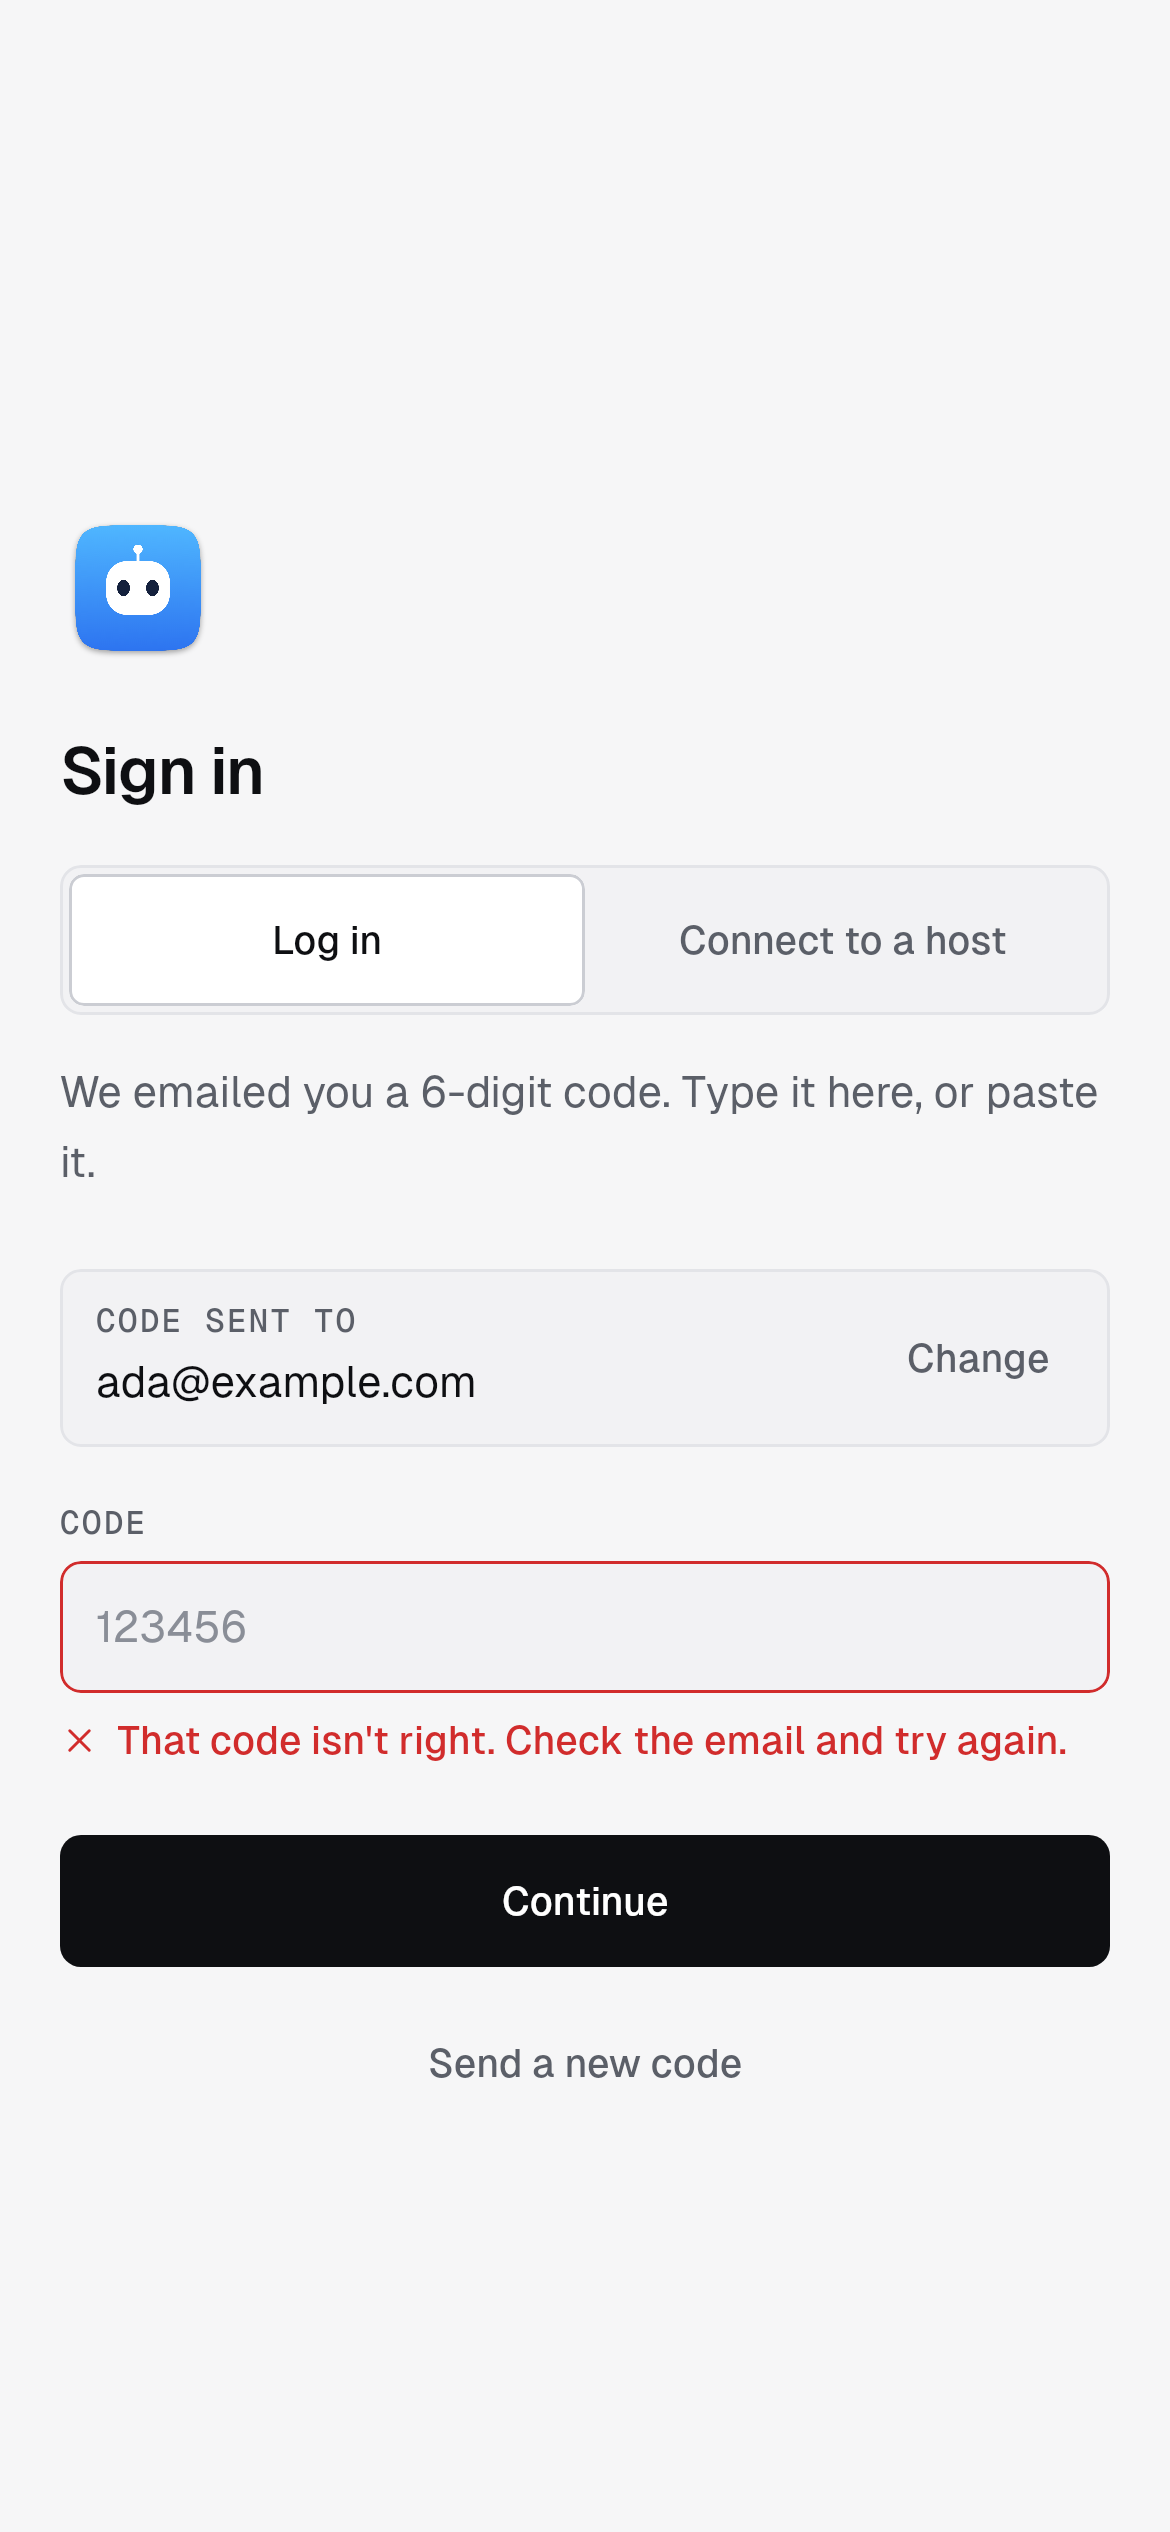 Sign in
Log in
Connect to a host
We emailed you a 6-digit code. Type it here, or paste
it.
CODE SENT TO
ada@example.com
Change
CODE
123456
That code isn't right. Check the email and try again.
Continue
Send a new code